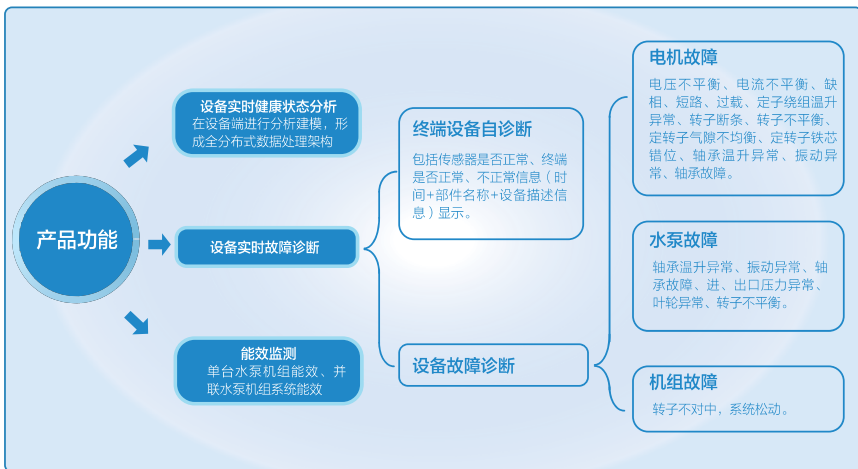 产品功能
设备实时健康状态分析
在设备端进行分析建模，形
成全分布式数据处理架构
设备实时故障诊断
能效监测
单台水泵机组能效、并
联水泵机组系统能效
终端设备自诊断
包括传感器是否正常、终端
是否正常、不正常信息（时
间+部件名称+设备描述信
息）显示。
设备故障诊断
电机故障
电压不平衡、电流不平衡、缺
相、短路、过载、定子绕组温升
异常、转子断条、转子不平衡、
定转子气隙不均衡、定转子铁芯
错位、轴承温升异常、振动异
常、轴承故障。
水泵故障
轴承温升异常、振动异常、轴
承故障、进、出口压力异常、
叶轮异常、转子不平衡。
机组故障
转子不对中，系统松动。